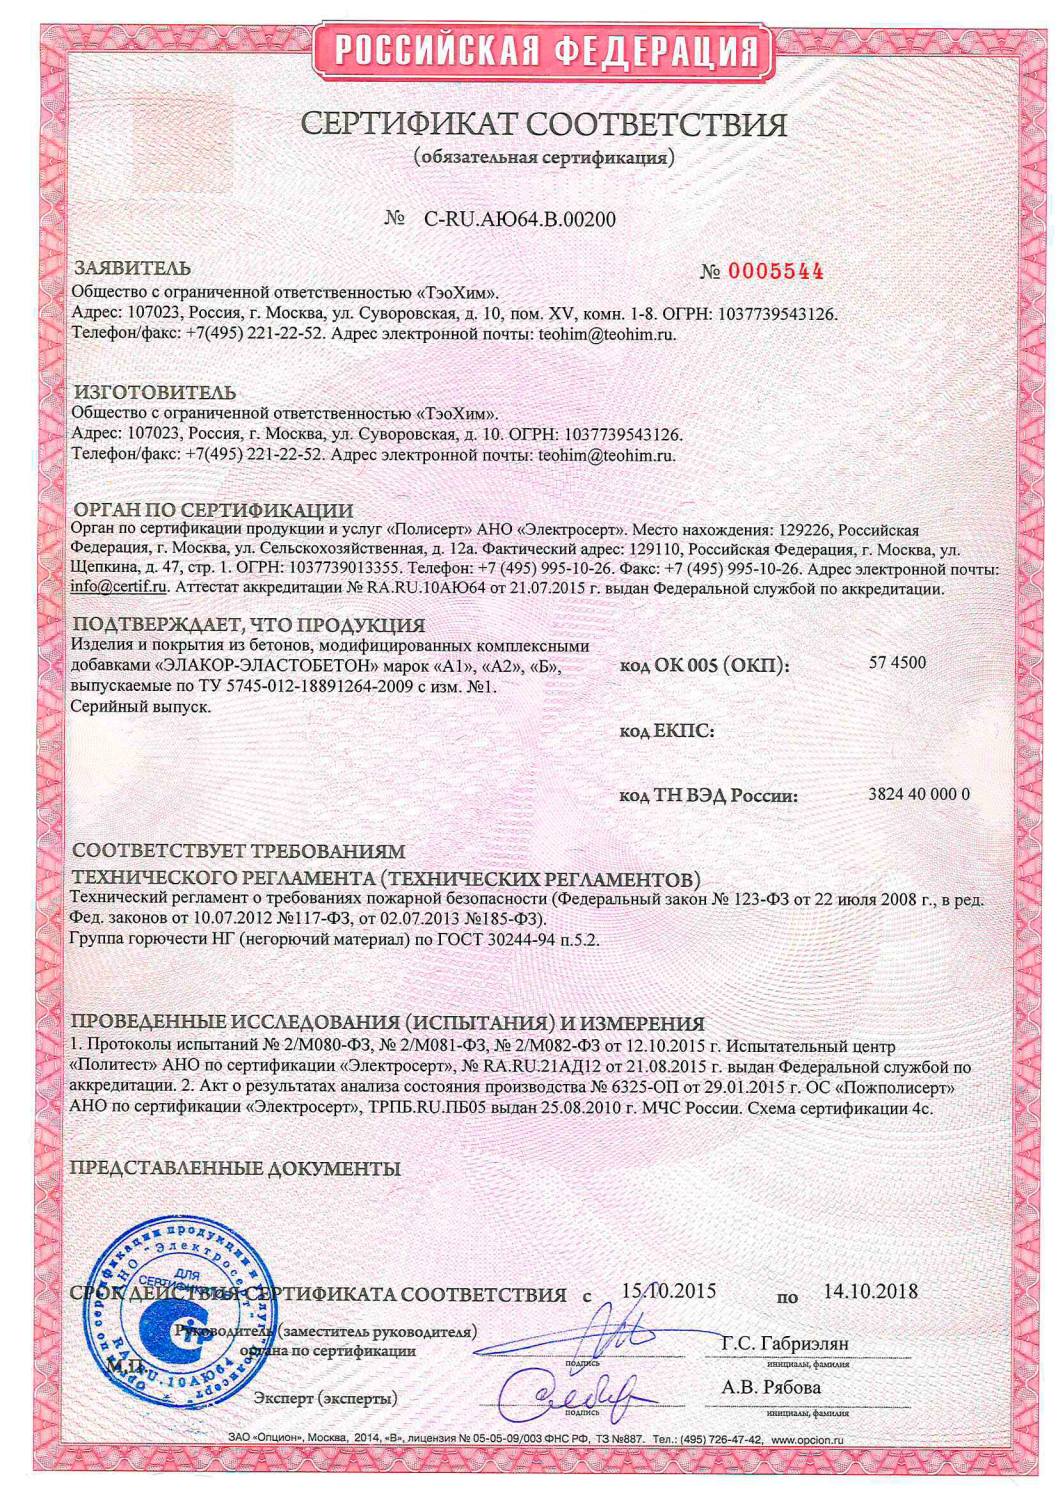 РОССИЙСКАЯ ФЕДЕРАЦИЯ
СЕРТИФИКАТ СООТВЕТСТВИЯ
(обязательная сертификация)
№ C-RU.АЮ64.В.00200
ЗАЯВИТЕЛЬ
№ 0005544
Общество с ограниченной ответственностью «ТэоХим».
Адрес: 107023, Россия, г. Москва, ул. Суворовская, д. 10, пом. XV, комн. 1-8. ОГРН: 1037739543126.
Телефон/факс: +7(495) 221-22-52. Адрес электронной почты: teohim@teohim.ru.
ИЗГОТОВИТЕЛЬ
Общество с ограниченной ответственностью «ТэоХим».
Адрес: 107023, Россия, г. Москва, ул. Суворовская, д. 10. ОГРН: 1037739543126.
Телефон/факс: +7(495) 221-22-52. Адрес электронной почты: teohim@teohim.ru.
ОРГАН ПО СЕРТИФИКАЦИИ
Орган по сертификации продукции и услуг «Полисерт» АНО «Электросерт». Место нахождения: 129226, Российская
Федерация, г. Москва, ул. Сельскохозяйственная, д. 12а. Фактический адрес: 129110, Российская Федерация, г. Москва, ул.
Щепкина, д. 47, стр. 1. ОГРН: 1037739013355. Телефон: +7 (495) 995-10-26. Факс: +7 (495) 995-10-26. Адрес электронной почты:
info@certif.ru. Аттестат аккредитации № RA.RU.10АЮ64 от 21.07.2015 г. выдан Федеральной службой по аккредитации.
ПОДТВЕРЖДАЕТ, ЧТО ПРОДУКЦИЯ
Изделия и покрытия из бетонов, модифицированных комплексными
добавками «ЭЛАКОР-ЭЛАСТОБЕТОН» марок «А1», «А2», «Б»,
выпускаемые по ТУ 5745-012-18891264-2009 с изм. №1.
Серийный выпуск.
код ОК 005 (ОКП): 57 4500
код ЕКПС:
код ТН ВЭД России: 3824 40 000 0
СООТВЕТСТВУЕТ ТРЕБОВАНИЯМ
ТЕХНИЧЕСКОГО РЕГЛАМЕНТА (ТЕХНИЧЕСКИХ РЕГЛАМЕНТОВ)
Технический регламент о требованиях пожарной безопасности (Федеральный закон № 123-ФЗ от 22 июля 2008 г., в ред.
Фед. законов от 10.07.2012 №117-ФЗ, от 02.07.2013 №185-ФЗ).
Группа горючести НГ (негорючий материал) по ГОСТ 30244-94 п.5.2.
ПРОВЕДЕННЫЕ ИССЛЕДОВАНИЯ (ИСПЫТАНИЯ) И ИЗМЕРЕНИЯ
1. Протоколы испытаний № 2/М080-ФЗ, № 2/М081-ФЗ, № 2/М082-ФЗ от 12.10.2015 г. Испытательный центр
«Политест» АНО по сертификации «Электросерт», № RA.RU.21АД12 от 21.08.2015 г. выдан Федеральной службой по
аккредитации. 2. Акт о результатах анализа состояния производства № 6325-ОП от 29.01.2015 г. ОС «Пожполисерт»
АНО по сертификации «Электросерт», ТРПБ.RU.ПБ05 выдан 25.08.2010 г. МЧС России. Схема сертификации 4с.
ПРЕДСТАВЛЕННЫЕ ДОКУМЕНТЫ
СРОК ДЕЙСТВИЯ СЕРТИФИКАТА СООТВЕТСТВИЯ с 15.10.2015 по 14.10.2018
Руководитель (заместитель руководителя)
органа по сертификации
подпись
Г.С. Габриэлян
инициалы, фамилия
М.П.
Эксперт (эксперты)
подпись
А.В. Рябова
инициалы, фамилия
Орган по сертификации продукции и услуг "Полисерт"
АНО "Электросерт"
ДЛЯ
СЕРТИФИКАТОВ
RA.RU.10АЮ64
ЗАО «Опцион», Москва, 2014, «В», лицензия № 05-05-09/003 ФНС РФ, ТЗ №887. Тел.: (495) 726-47-42, www.opcion.ru